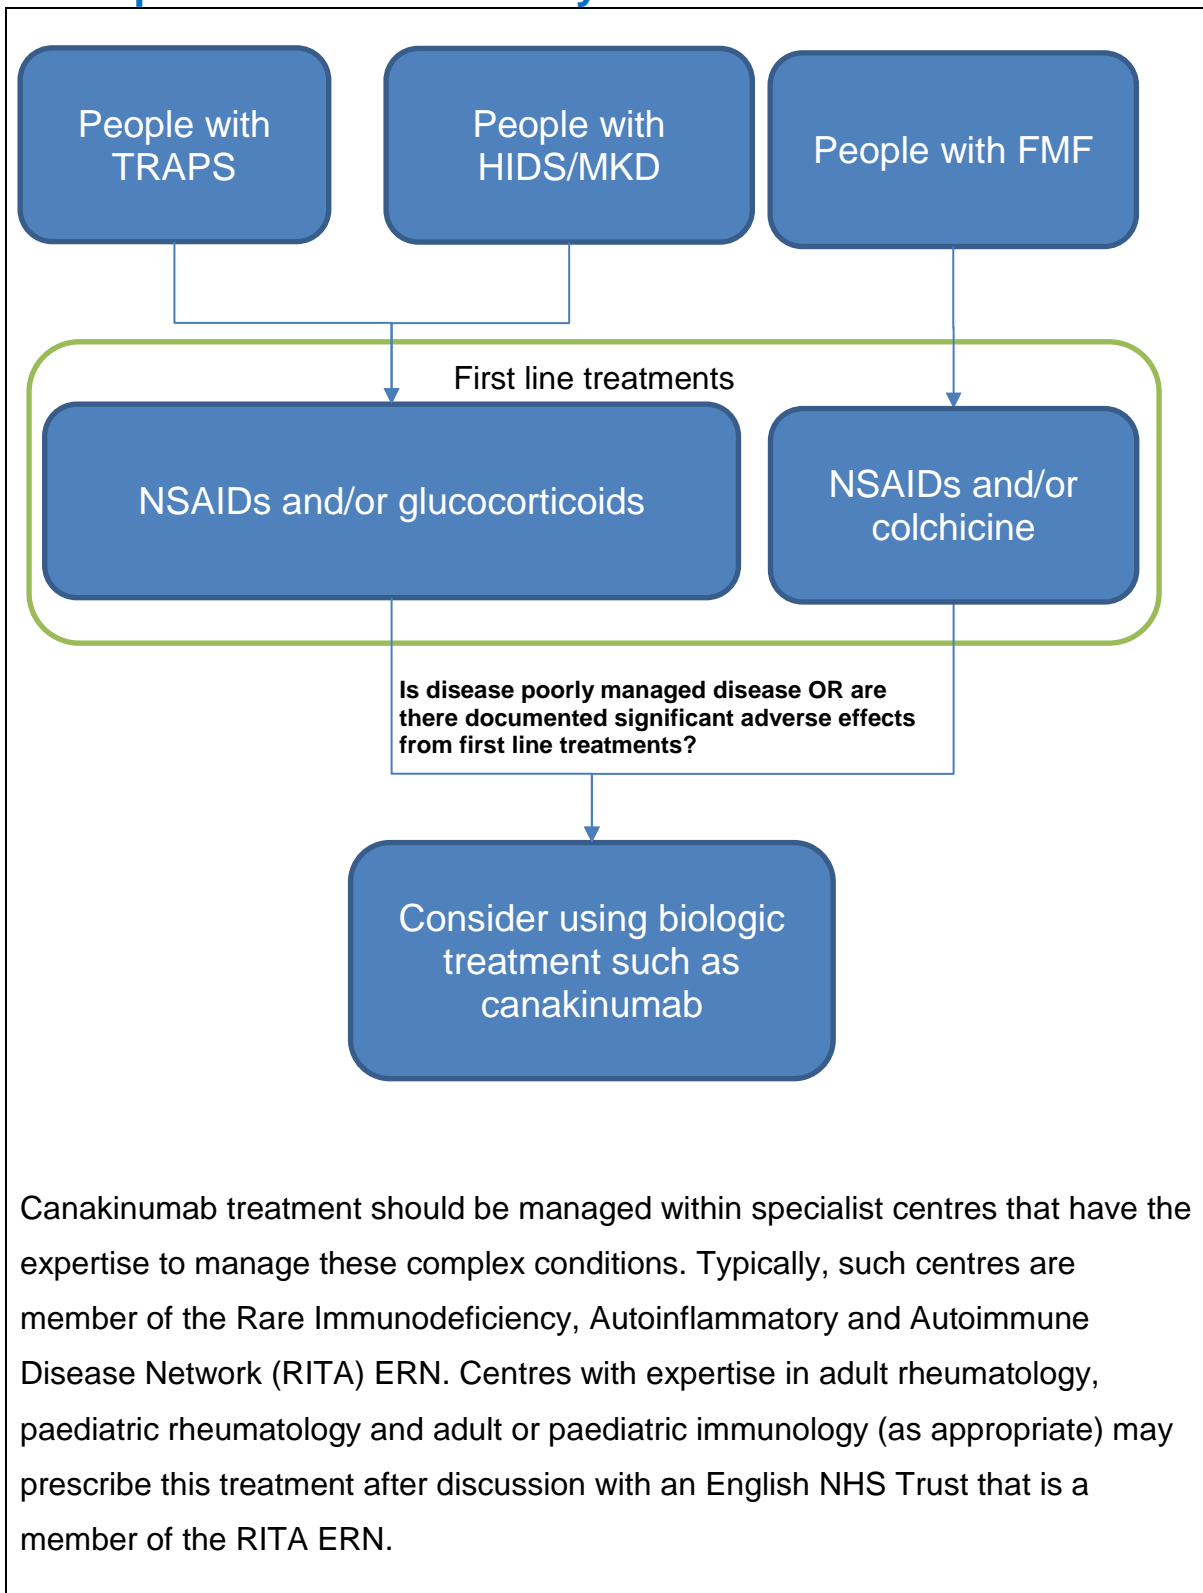 People with
TRAPS
People with
HIDS/MKD
People with FMF
First line treatments
NSAIDs and/or glucocorticoids
NSAIDs and/or
colchicine
Is disease poorly managed disease OR are
there documented significant adverse effects
from first line treatments?
Consider using biologic
treatment such as
canakinumab
Canakinumab treatment should be managed within specialist centres that have the
expertise to manage these complex conditions. Typically, such centres are
member of the Rare Immunodeficiency, Autoinflammatory and Autoimmune
Disease Network (RITA) ERN. Centres with expertise in adult rheumatology,
paediatric rheumatology and adult or paediatric immunology (as appropriate) may
prescribe this treatment after discussion with an English NHS Trust that is a
member of the RITA ERN.